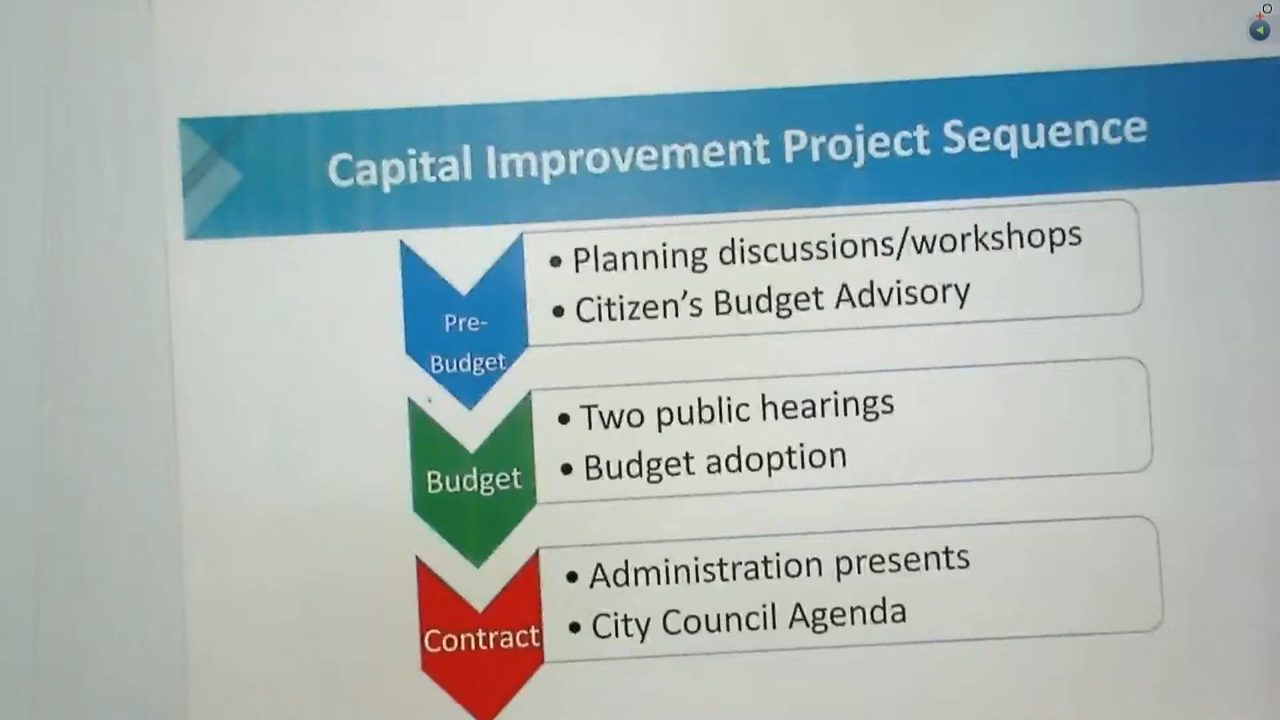 Capital Improvement Project Sequence
Pre-
Budget
• Planning discussions/workshops
• Citizen’s Budget Advisory
Budget
• Two public hearings
• Budget adoption
Contract
• Administration presents
• City Council Agenda